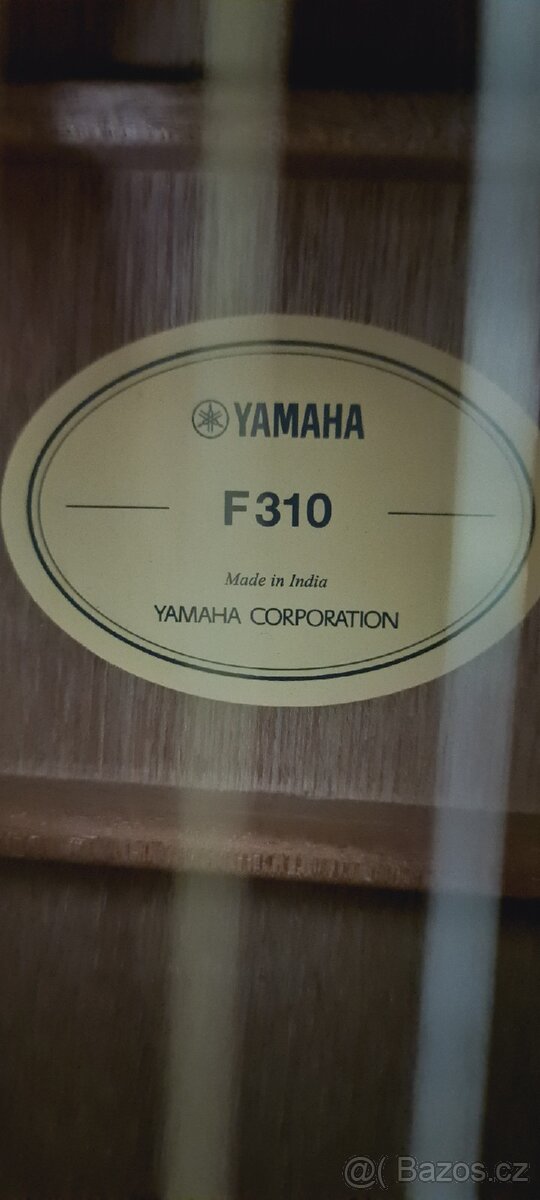 YAMAHA
F310
Made in India
YAMAHA CORPORATION
@( Bazos.cz